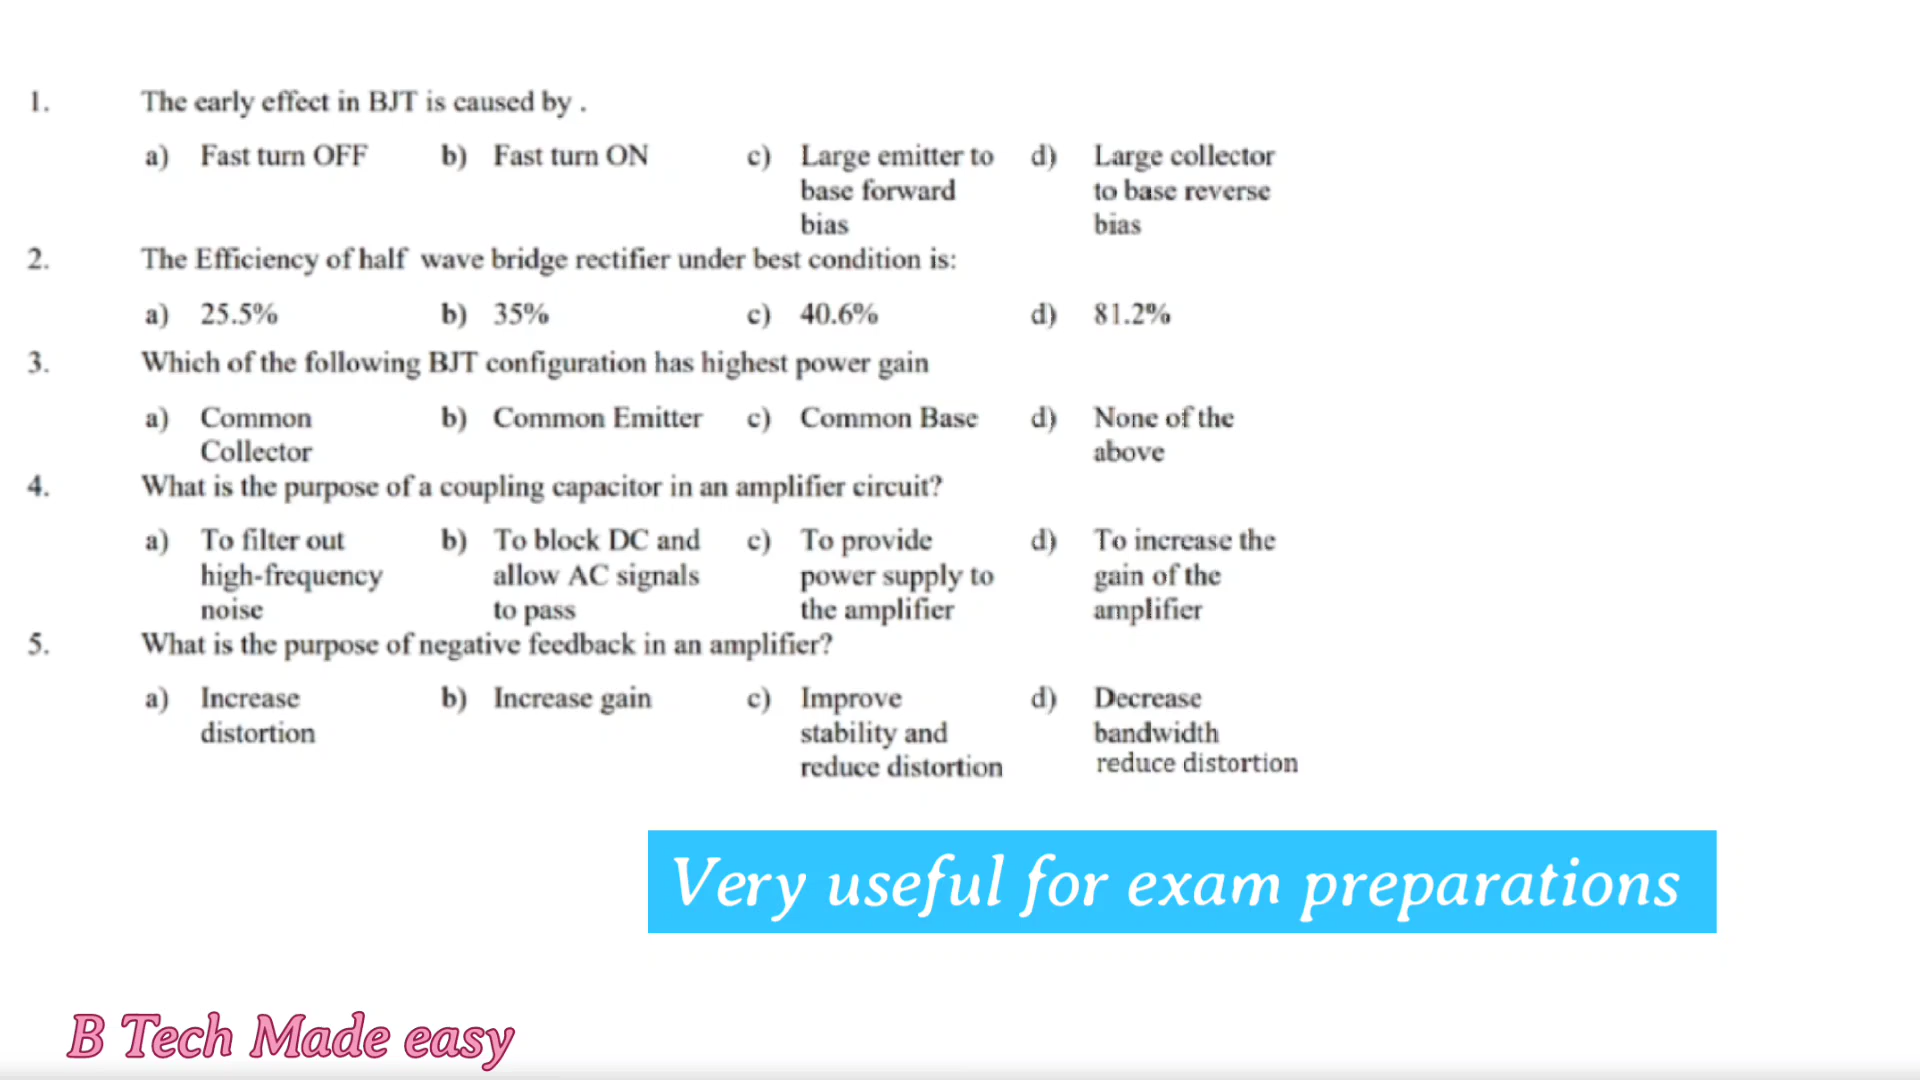 1. The early effect in BJT is caused by .
a) Fast turn OFF b) Fast turn ON c) Large emitter to d) Large collector
base forward to base reverse
bias bias
2. The Efficiency of half wave bridge rectifier under best condition is:
a) 25.5% b) 35% c) 40.6% d) 81.2%
3. Which of the following BJT configuration has highest power gain
a) Common b) Common Emitter c) Common Base d) None of the
Collector above
4. What is the purpose of a coupling capacitor in an amplifier circuit?
a) To filter out b) To block DC and c) To provide d) To increase the
high-frequency allow AC signals power supply to gain of the
noise to pass the amplifier amplifier
5. What is the purpose of negative feedback in an amplifier?
a) Increase b) Increase gain c) Improve d) Decrease
distortion stability and bandwidth
reduce distortion reduce distortion
Very useful for exam preparations
B Tech Made easy